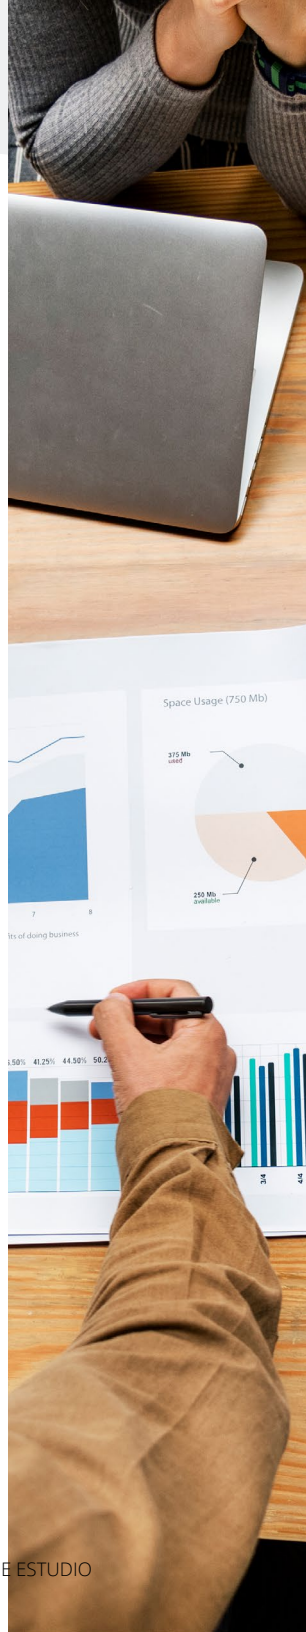 Space Usage (750 Mb)
375 Mb
used
250 Mb
available
7 8
fits of doing business
5.50% 41.25% 44.50% 50.2
3/4
4/4
E ESTUDIO